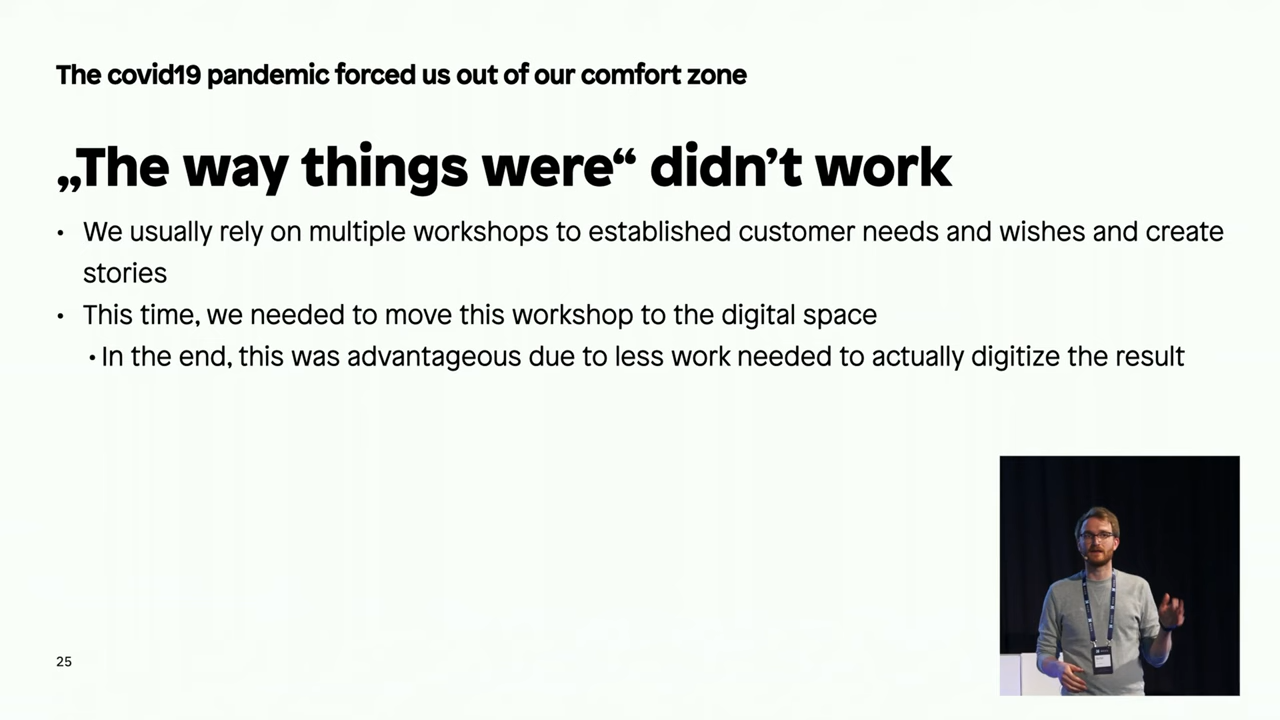 The covid19 pandemic forced us out of our comfort zone
„The way things were“ didn’t work
• We usually rely on multiple workshops to established customer needs and wishes and create
stories
• This time, we needed to move this workshop to the digital space
• In the end, this was advantageous due to less work needed to actually digitize the result
25